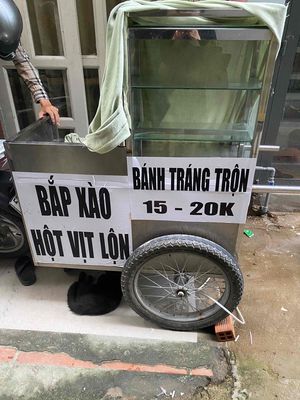 BẮP XÀO
HỘT VỊT LỘN
BÁNH TRÁNG TRỘN
15 - 20K